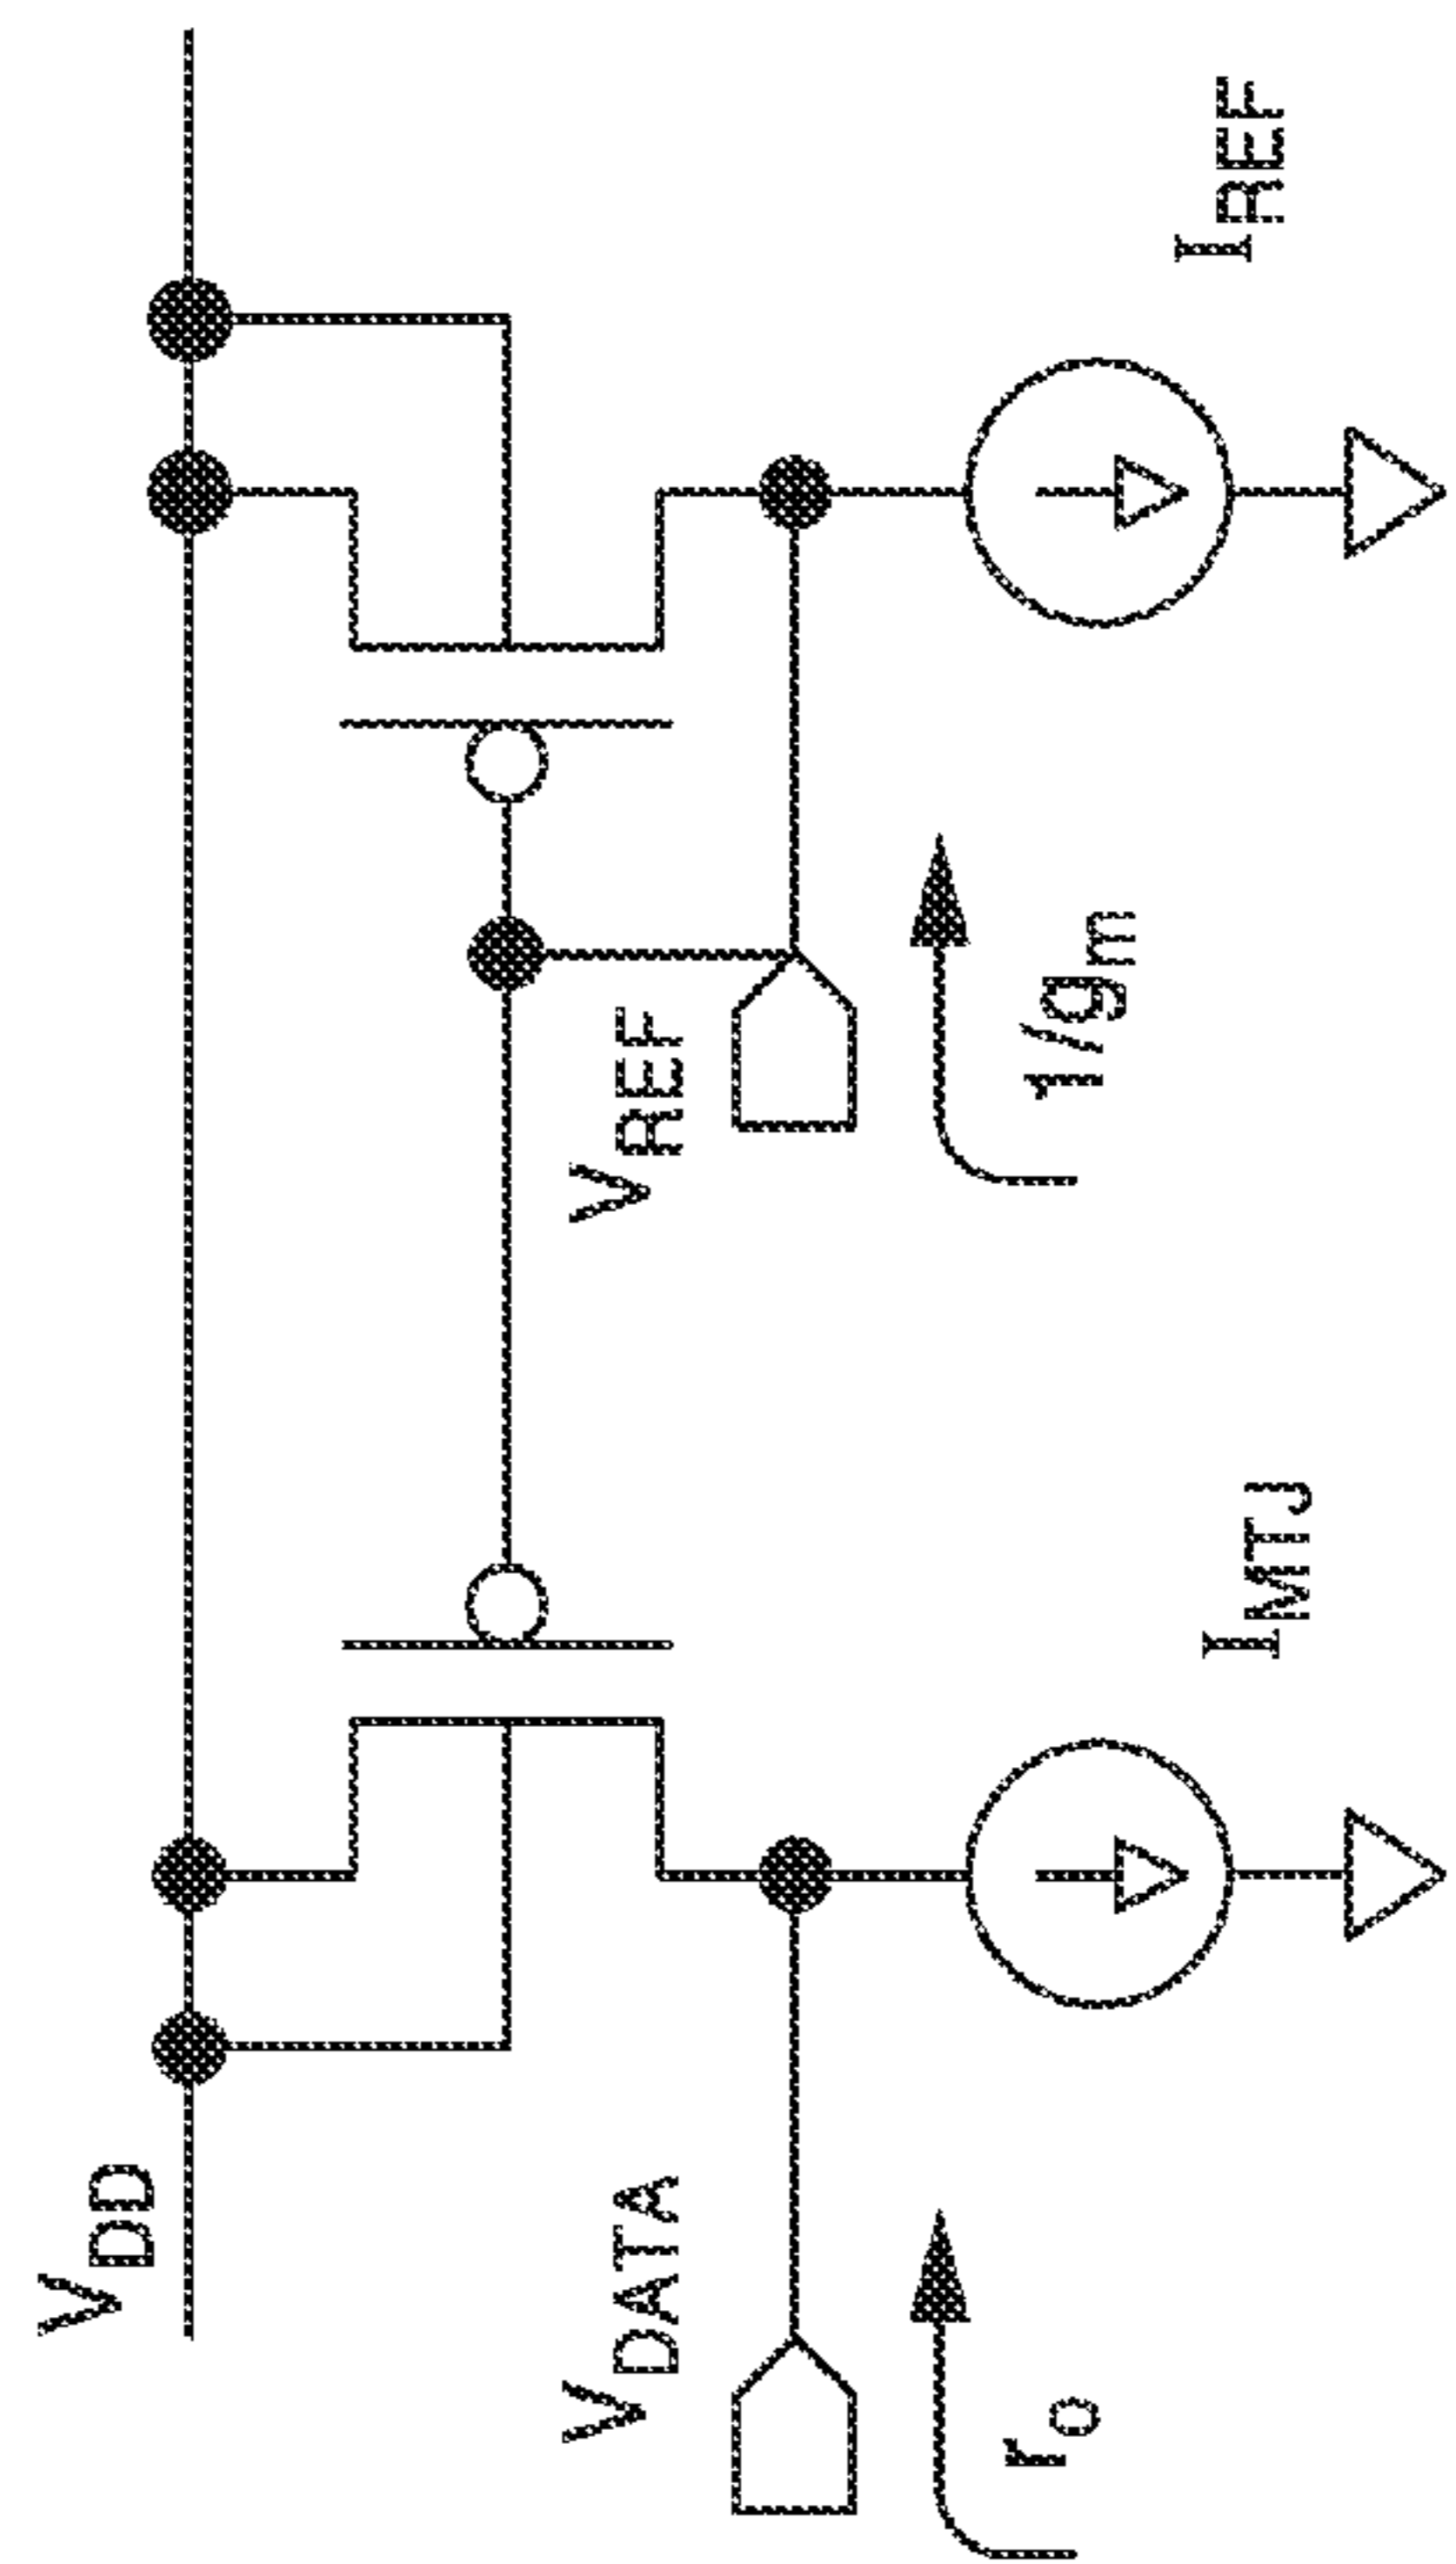 V_DD
V_DATA
V_REF
r_o
1/g_m
I_MTJ
I_REF